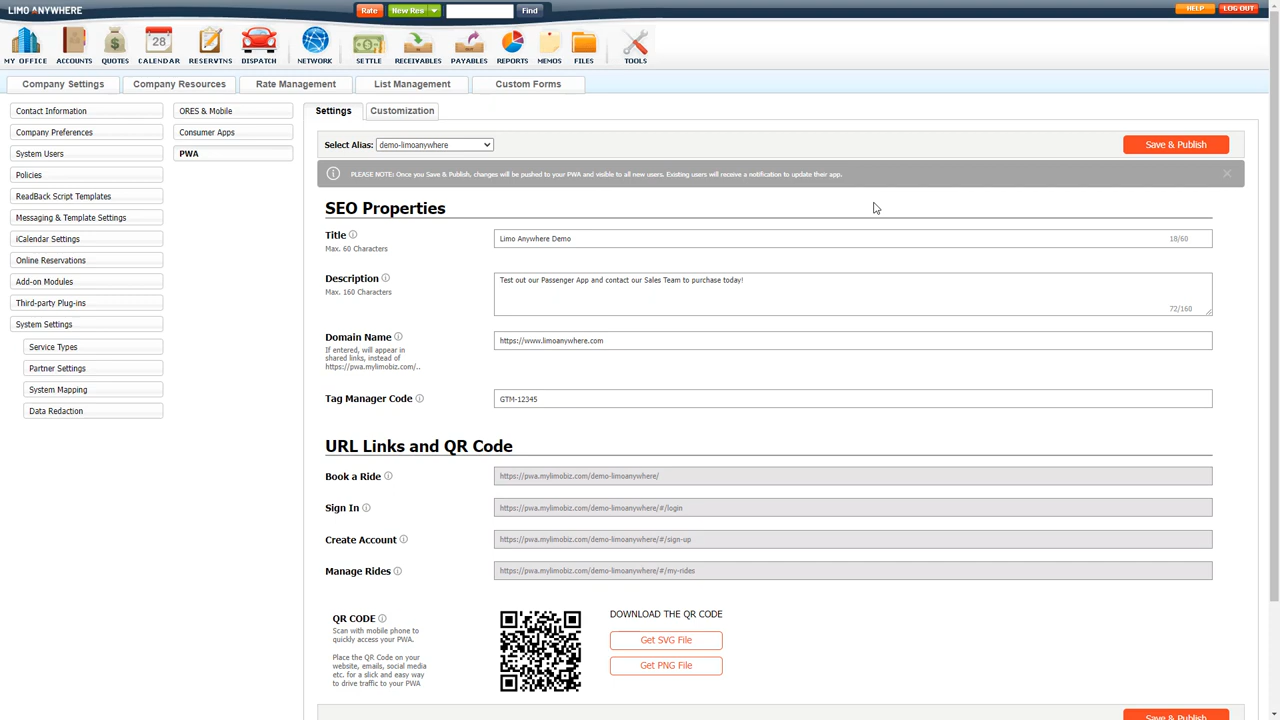 LIMO ANYWHERE
Rate
New Res
Find
HELP
LOG OUT
MY OFFICE
ACCOUNTS
QUOTES
28
CALENDAR
RESERVTNS
DISPATCH
NETWORK
SETTLE
RECEIVABLES
PAYABLES
REPORTS
MEMOS
FILES
TOOLS
Company Settings
Company Resources
Rate Management
List Management
Custom Forms
Contact Information
Company Preferences
System Users
Policies
ReadBack Script Templates
Messaging & Template Settings
iCalendar Settings
Online Reservations
Add-on Modules
Third-party Plug-ins
System Settings
Service Types
Partner Settings
System Mapping
Data Redaction
ORES & Mobile
Consumer Apps
PWA
Settings
Customization
Select Alias:
demo-limoanywhere
Save & Publish
PLEASE NOTE: Once you Save & Publish, changes will be pushed to your PWA and visible to all new users. Existing users will receive a notification to update their app.
SEO Properties
Title
Max. 60 Characters
Limo Anywhere Demo
18/60
Description
Max. 160 Characters
Test out our Passenger App and contact our Sales Team to purchase today!
72/160
Domain Name
If entered, will appear in
shared links, instead of
https://pwa.mylimobiz.com/..
https://www.limoanywhere.com
Tag Manager Code
GTM-12345
URL Links and QR Code
Book a Ride
https://pwa.mylimobiz.com/demo-limoanywhere/
Sign In
https://pwa.mylimobiz.com/demo-limoanywhere/#/login
Create Account
https://pwa.mylimobiz.com/demo-limoanywhere/#/sign-up
Manage Rides
https://pwa.mylimobiz.com/demo-limoanywhere/#/my-rides
QR CODE
Scan with mobile phone to
quickly access your PWA.
Place the QR Code on your
website, emails, social media
etc. for a slick and easy way
to drive traffic to your PWA
DOWNLOAD THE QR CODE
Get SVG File
Get PNG File
Save & Publish